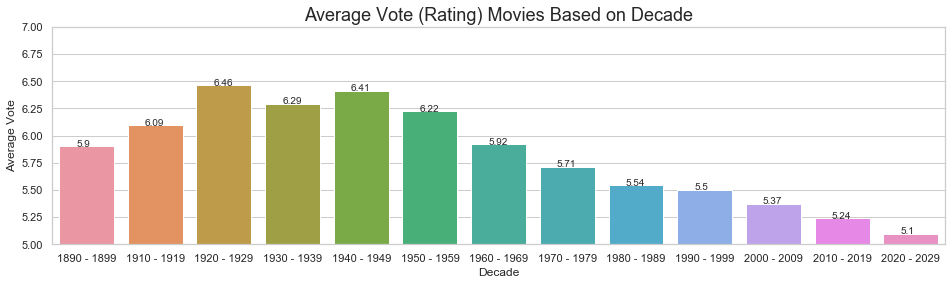 Average Vote (Rating) Movies Based on Decade
7.00
6.75
6.50
6.25
6.00
5.75
5.50
5.25
5.00
Average Vote
5.9
6.09
6.46
6.29
6.41
6.22
5.92
5.71
5.54
5.5
5.37
5.24
5.1
1890 - 1899
1910 - 1919
1920 - 1929
1930 - 1939
1940 - 1949
1950 - 1959
1960 - 1969
1970 - 1979
1980 - 1989
1990 - 1999
2000 - 2009
2010 - 2019
2020 - 2029
Decade